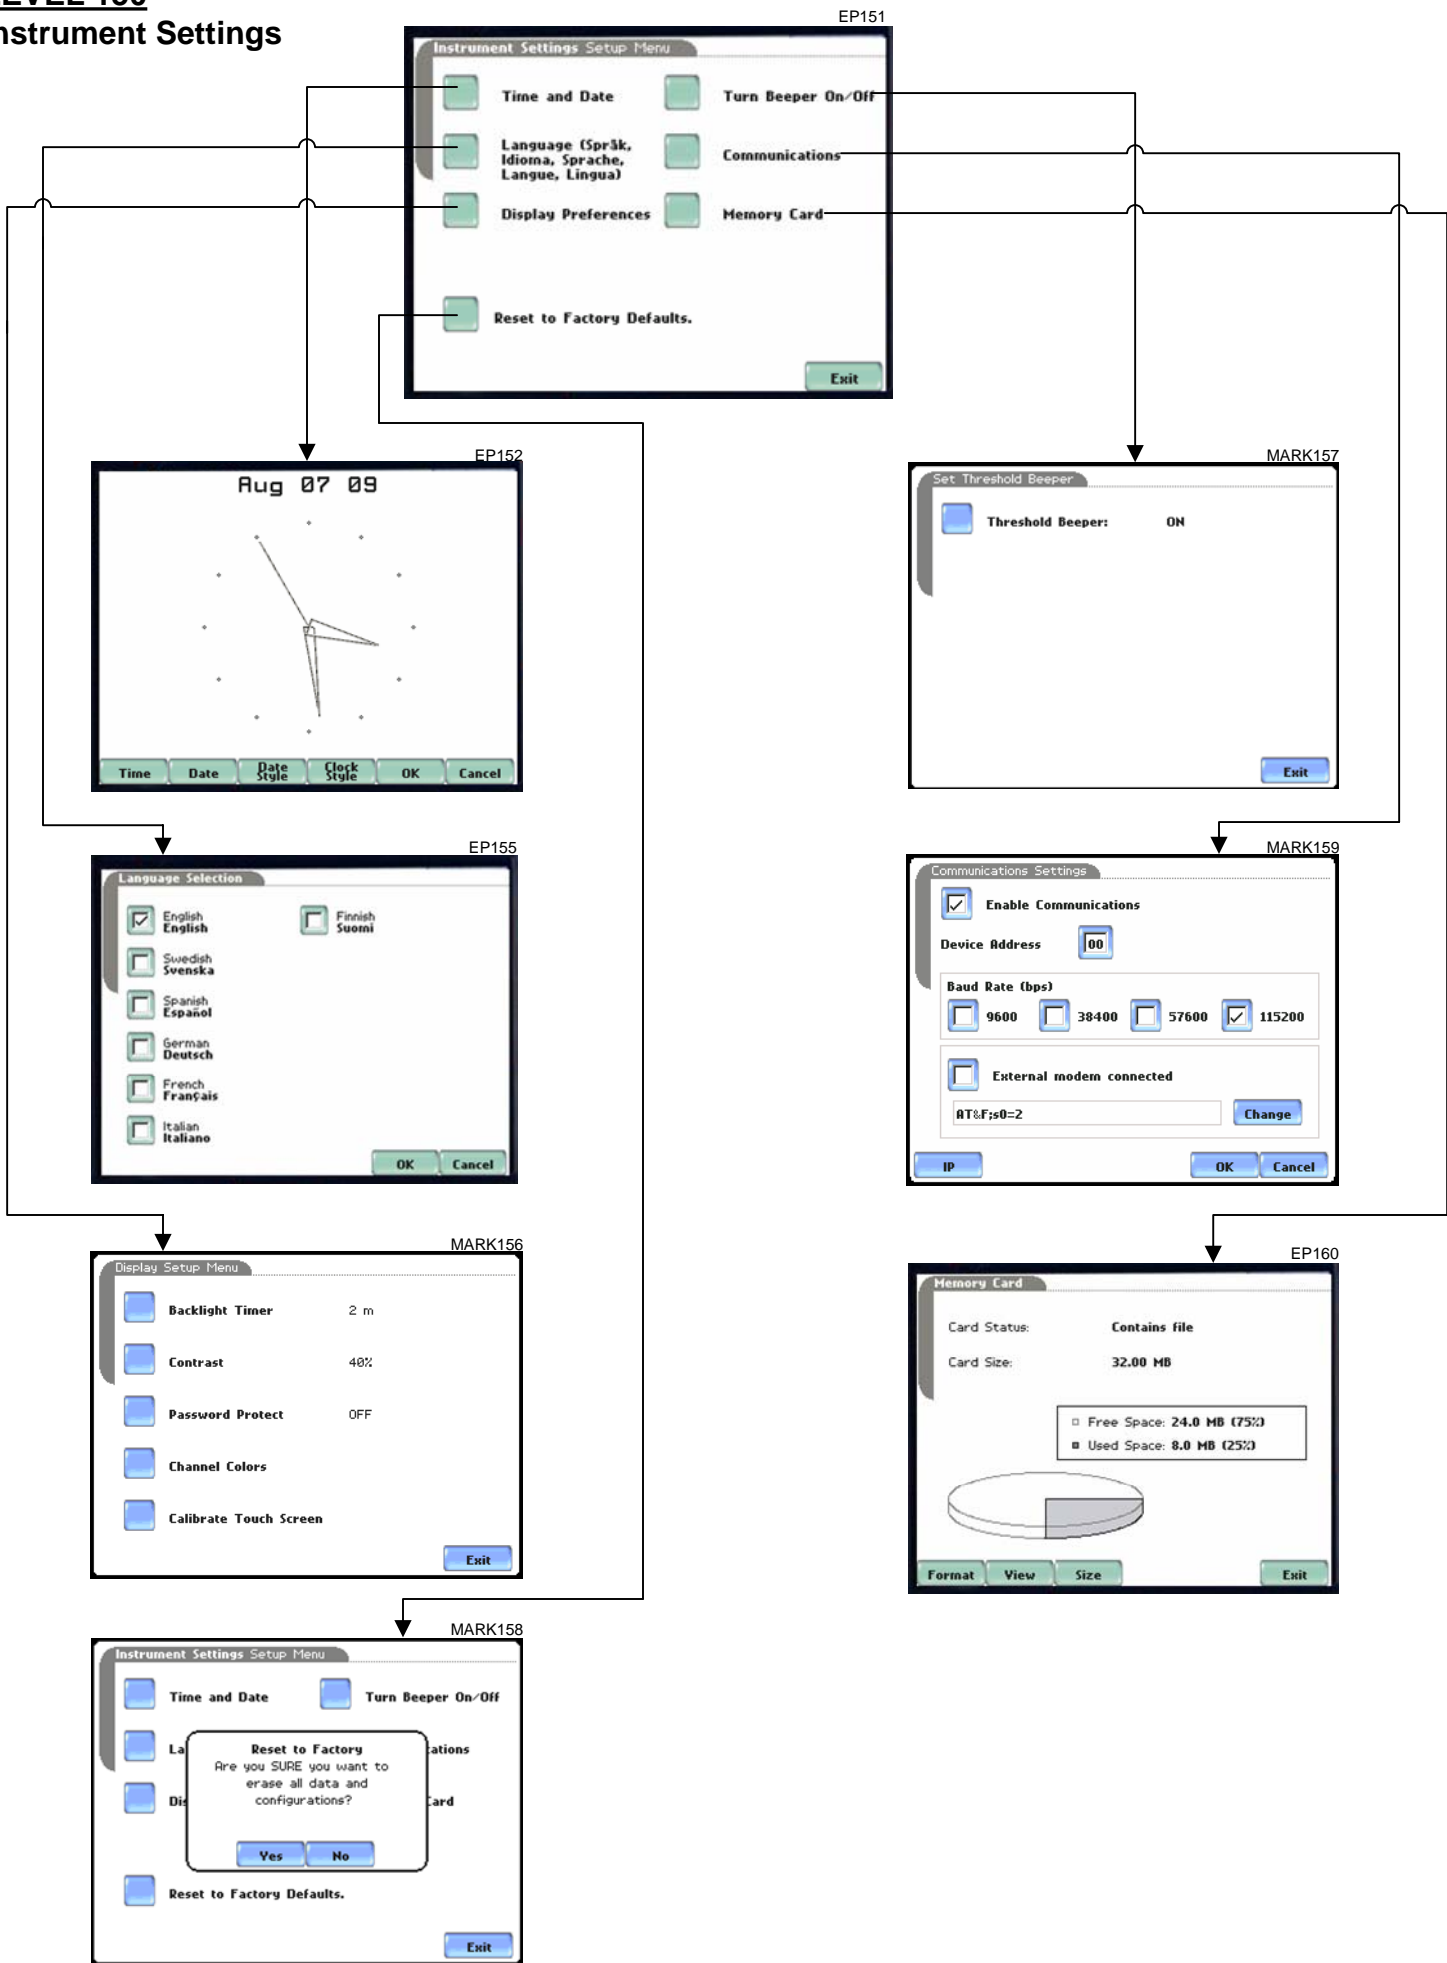 LEVEL 150
Instrument Settings
EP151
Instrument Settings Setup Menu
Time and Date
Turn Beeper On/Off
Language (Språk,
Idioma, Sprache,
Langue, Lingua)
Communications
Display Preferences
Memory Card
Reset to Factory Defaults.
Exit
EP152
Aug 07 09
Time
Date
Date Style
Clock Style
OK
Cancel
MARK157
Set Threshold Beeper
Threshold Beeper: ON
Exit
EP155
Language Selection
English
English
Finnish
Suomi
Swedish
Svenska
Spanish
Español
German
Deutsch
French
Français
Italian
Italiano
OK
Cancel
MARK159
Communications Settings
Enable Communications
Device Address 00
Baud Rate (bps)
9600 38400 57600 115200
External modem connected
AT&F;s0=2
Change
IP
OK
Cancel
MARK156
Display Setup Menu
Backlight Timer 2 m
Contrast 40%
Password Protect OFF
Channel Colors
Calibrate Touch Screen
Exit
EP160
Memory Card
Card Status: Contains file
Card Size: 32.00 MB
Free Space: 24.0 MB (75%)
Used Space: 8.0 MB (25%)
Format
View
Size
Exit
MARK158
Instrument Settings Setup Menu
Time and Date
Turn Beeper On/Off
La
ations
Dis
Card
Reset to Factory
Are you SURE you want to
erase all data and
configurations?
Yes
No
Reset to Factory Defaults.
Exit